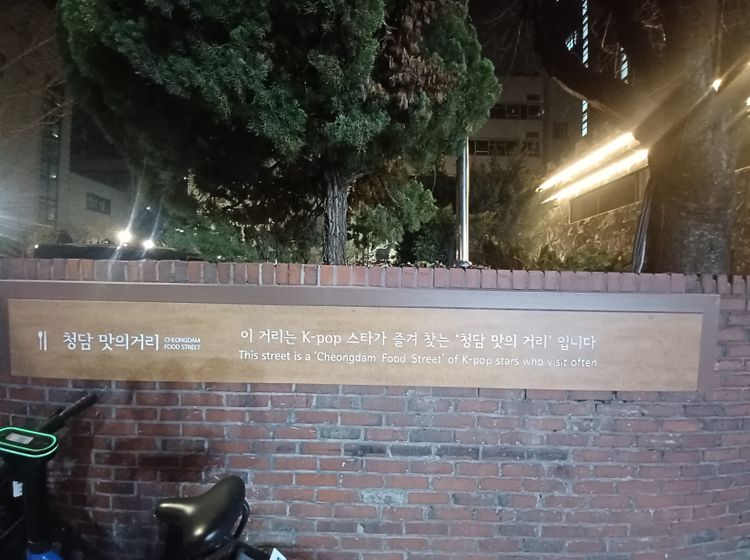 청담 맛의거리
CHEONGDAM
FOOD STREET
이 거리는 K-pop 스타가 즐겨 찾는 '청담 맛의 거리' 입니다
This street is a 'Cheongdam Food Street' of K-pop stars who visit often